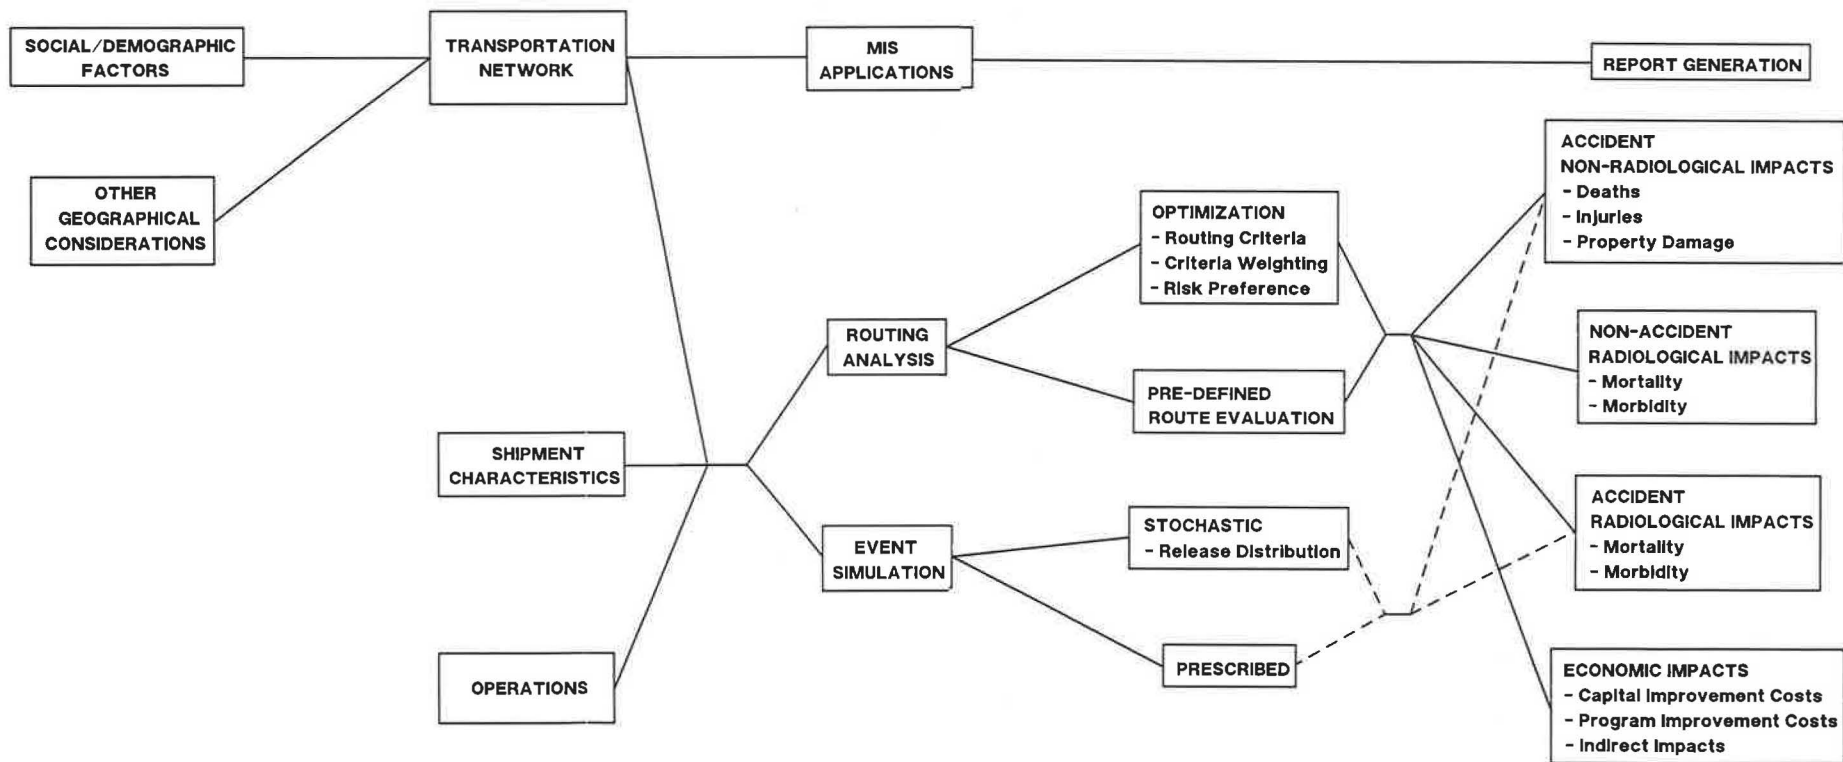 SOCIAL/DEMOGRAPHIC
FACTORS
TRANSPORTATION
NETWORK
MIS
APPLICATIONS
REPORT GENERATION
OTHER
GEOGRAPHICAL
CONSIDERATIONS
SHIPMENT
CHARACTERISTICS
OPERATIONS
ROUTING
ANALYSIS
EVENT
SIMULATION
OPTIMIZATION
- Routing Criteria
- Criteria Weighting
- Risk Preference
PRE-DEFINED
ROUTE EVALUATION
STOCHASTIC
- Release Distribution
PRESCRIBED
ACCIDENT
NON-RADIOLOGICAL IMPACTS
- Deaths
- Injuries
- Property Damage
NON-ACCIDENT
RADIOLOGICAL IMPACTS
- Mortality
- Morbidity
ACCIDENT
RADIOLOGICAL IMPACTS
- Mortality
- Morbidity
ECONOMIC IMPACTS
- Capital Improvement Costs
- Program Improvement Costs
- Indirect Impacts